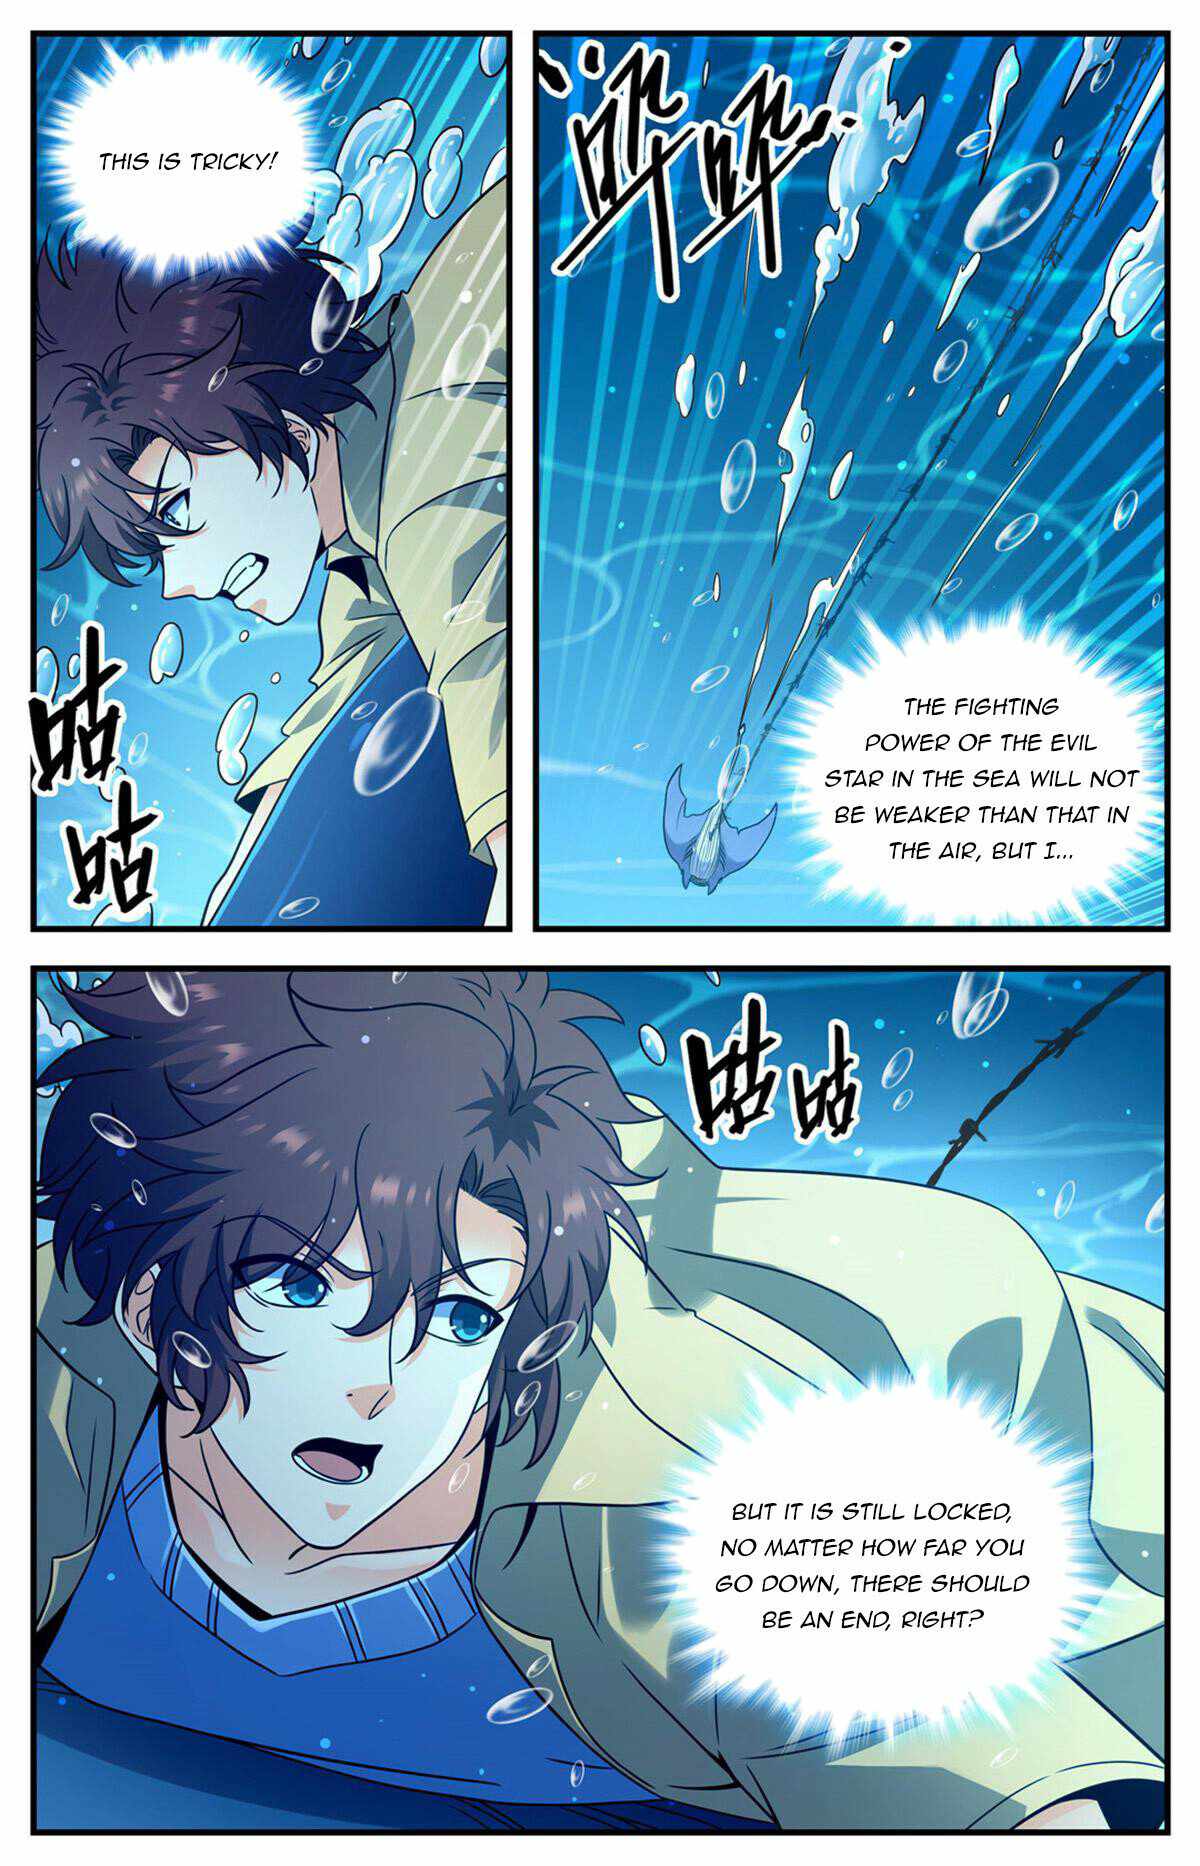 THIS IS TRICKY!
咕
咕
哗哗
THE FIGHTING
POWER OF THE EVIL
STAR IN THE SEA WILL NOT
BE WEAKER THAN THAT IN
THE AIR, BUT I...
咕咕
BUT IT IS STILL LOCKED,
NO MATTER HOW FAR YOU
GO DOWN, THERE SHOULD
BE AN END, RIGHT?